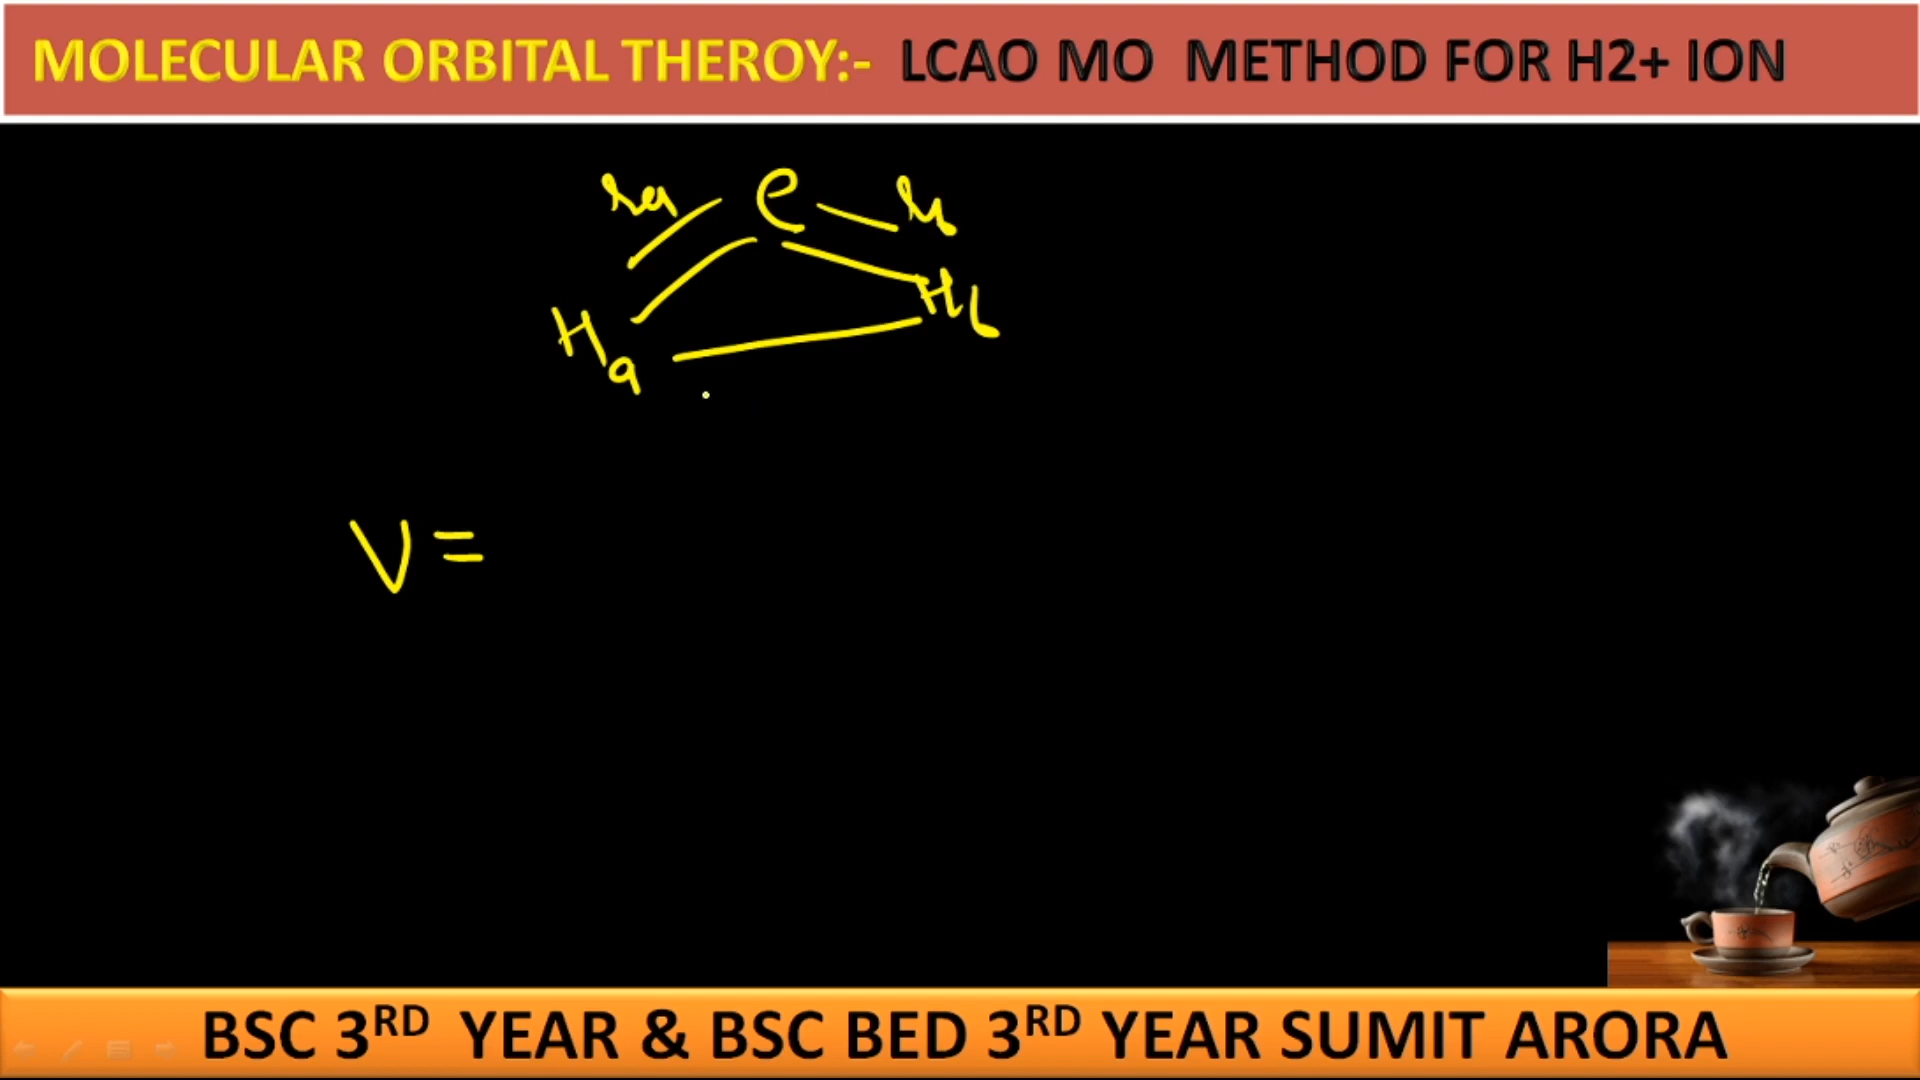 MOLECULAR ORBITAL THEROY:- LCAO MO METHOD FOR H2+ ION
ra e rb
Ha Hb
V =
BSC 3RD YEAR & BSC BED 3RD YEAR SUMIT ARORA